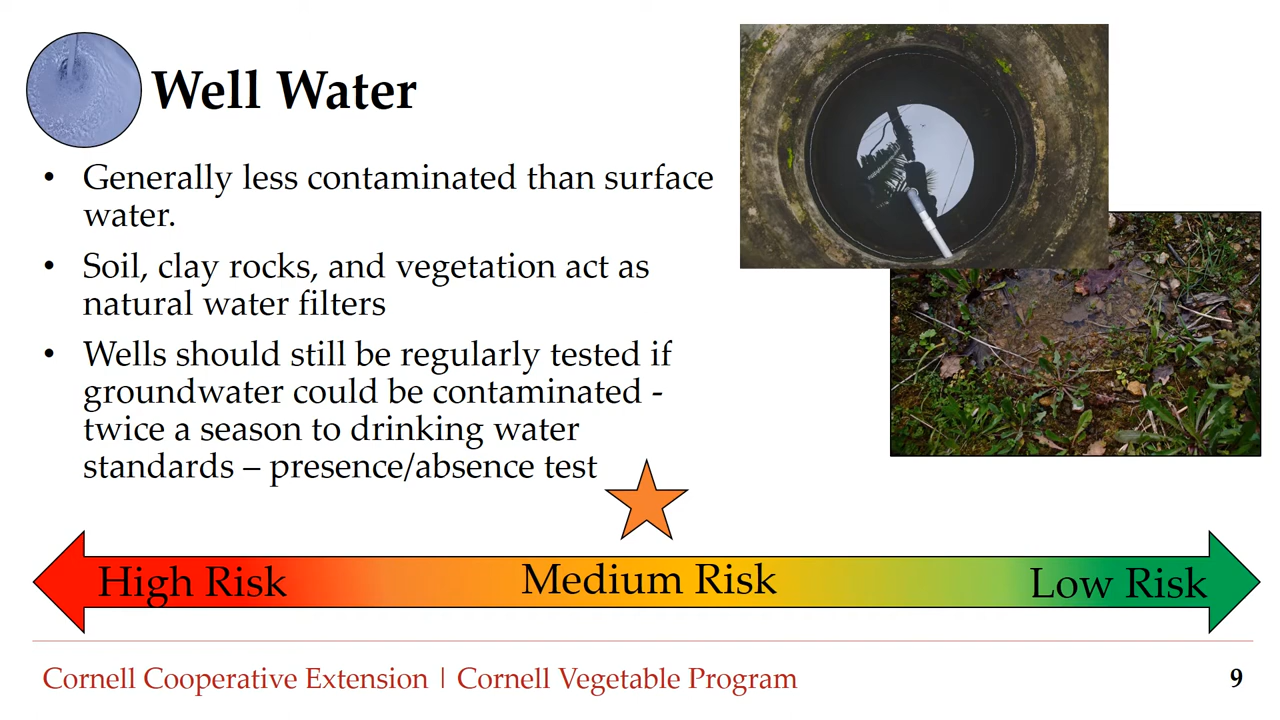 Well Water
• Generally less contaminated than surface
water.
• Soil, clay rocks, and vegetation act as
natural water filters
• Wells should still be regularly tested if
groundwater could be contaminated -
twice a season to drinking water
standards – presence/absence test
High Risk
Medium Risk
Low Risk
Cornell Cooperative Extension | Cornell Vegetable Program
9